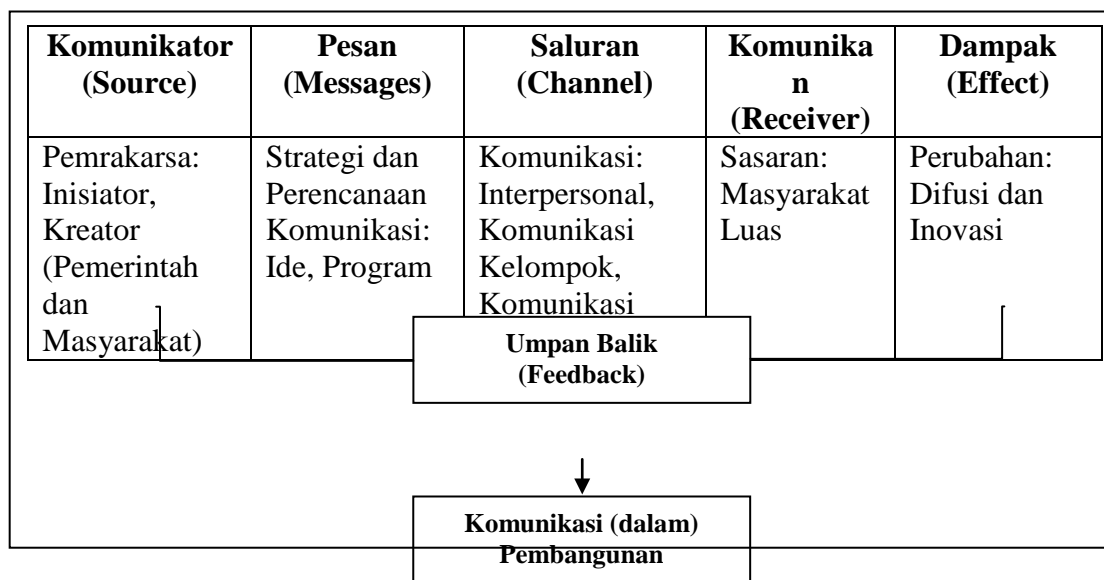 Komunikator
(Source)
Pesan
(Messages)
Saluran
(Channel)
Komunika
n
(Receiver)
Dampak
(Effect)
Pemrakarsa:
Inisiator,
Kreator
(Pemerintah
dan
Masyarakat)
Strategi dan
Perencanaan
Komunikasi:
Ide, Program
Komunikasi:
Interpersonal,
Komunikasi
Kelompok,
Komunikasi
Sasaran:
Masyarakat
Luas
Perubahan:
Difusi dan
Inovasi
Umpan Balik
(Feedback)
Komunikasi (dalam)
Pembangunan